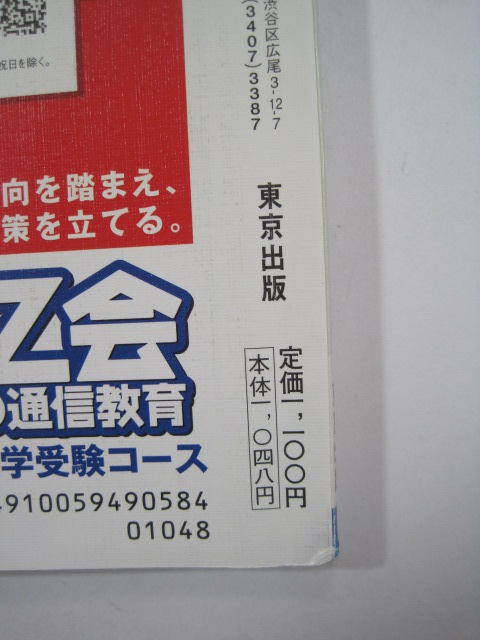 祝日を除く。
向を踏まえ、
策を立てる。
Z会
の通信教育
学受験コース
4910059490584
01048
渋谷区広尾3-12-7
(3407)3387
東京出版
定価一,一〇〇円
本体一,〇四八円